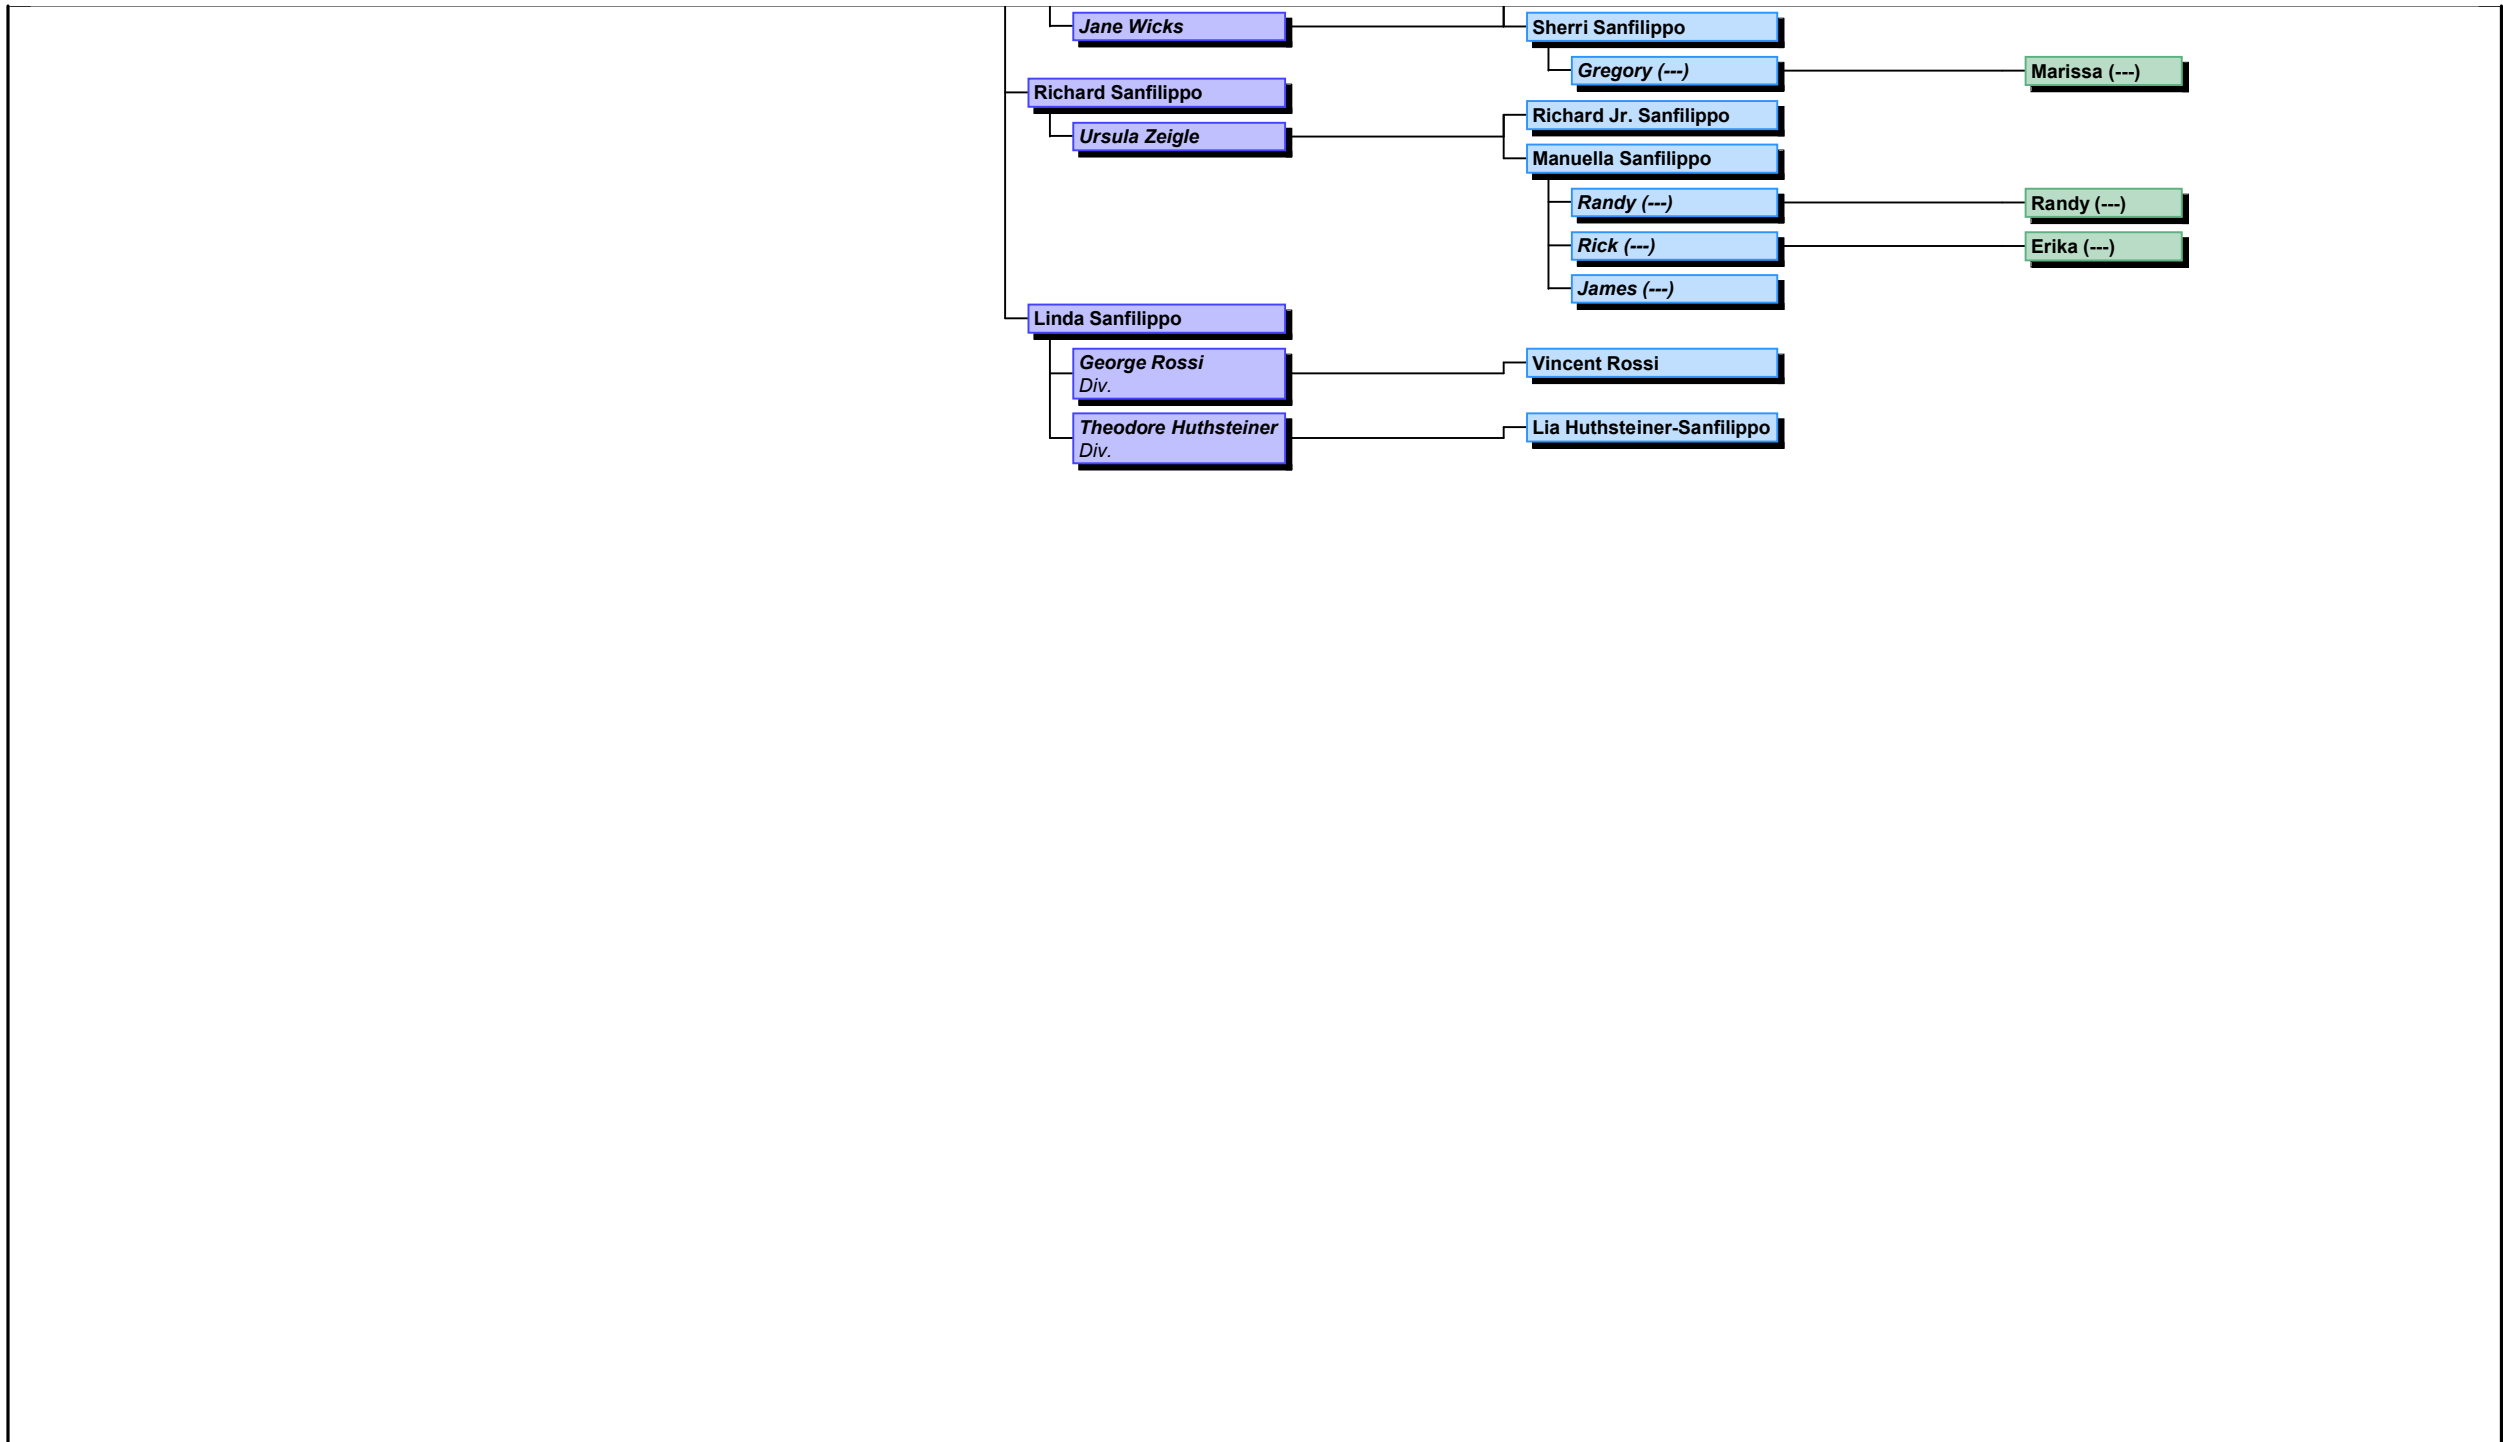 Jane Wicks
Sherri Sanfilippo
Gregory (---)
Marissa (---)
Richard Sanfilippo
Richard Jr. Sanfilippo
Ursula Zeigle
Manuella Sanfilippo
Randy (---)
Randy (---)
Rick (---)
Erika (---)
James (---)
Linda Sanfilippo
George Rossi
Div.
Vincent Rossi
Theodore Huthsteiner
Div.
Lia Huthsteiner-Sanfilippo